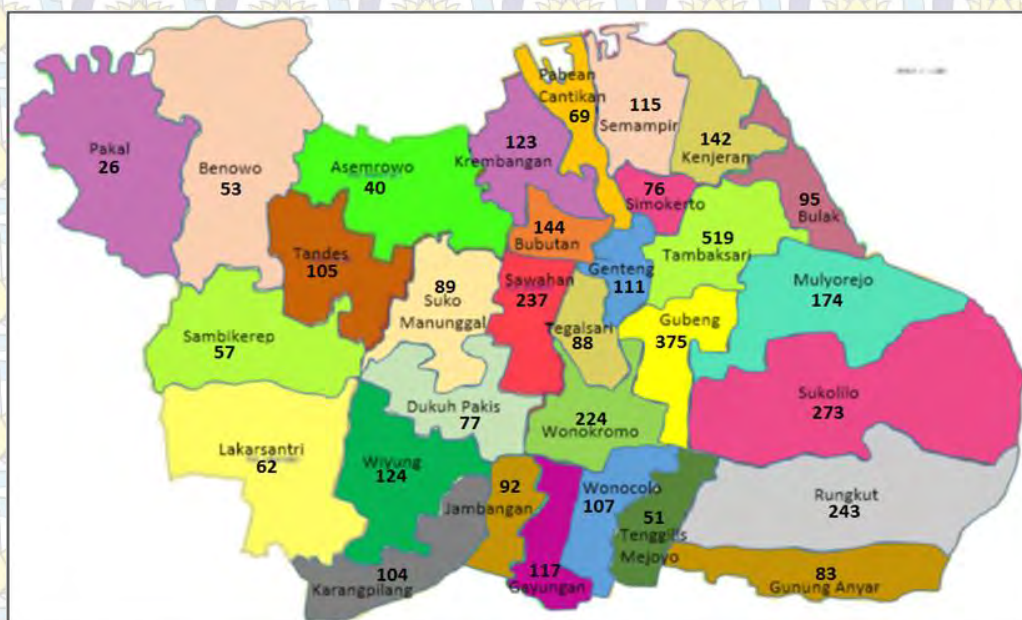 Pabean
Cantikan
69
115
Semampir
123
Krembangan
142
Kenjeran
Pakal
26
Benowo
53
Asemrowo
40
76
Simokerto
95
Bulak
144
Bubutan
519
Tambaksari
Tandes
105
89
Suko
Manunggal
Sawahan
237
Genteng
111
Mulyorejo
174
Tegalsari
88
Gubeng
375
Sambikerep
57
Dukuh Pakis
77
224
Wonokromo
Sukolilo
273
Lakarsantri
62
Wiyung
124
92
Jambangan
Wonocolo
107
51
Tenggilis
Mejoyo
Rungkut
243
104
Karangpilang
117
Gayungan
83
Gunung Anyar